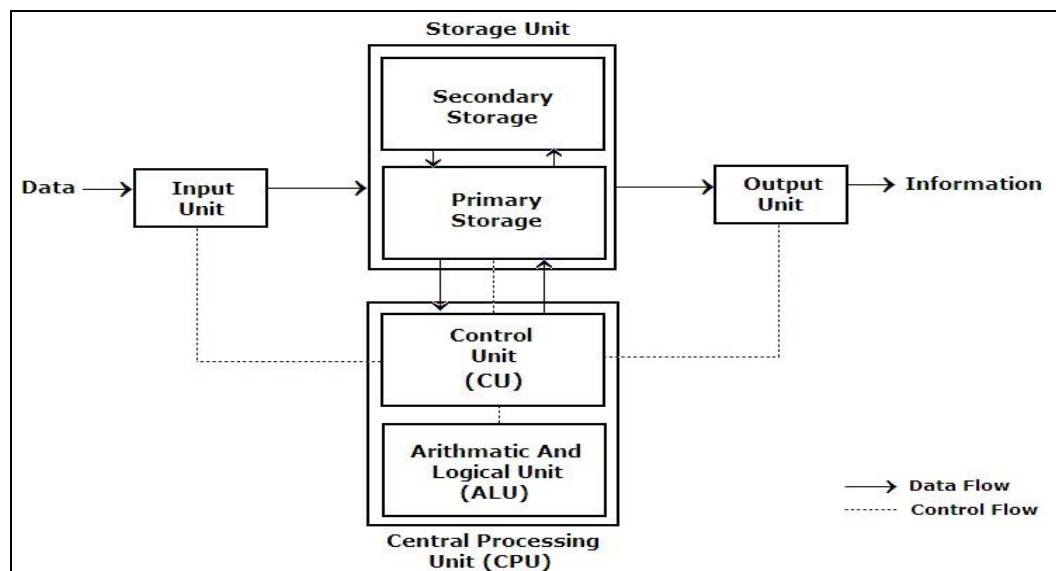 Storage Unit
Secondary
Storage
Data
Input
Unit
Primary
Storage
Output
Unit
Information
Control
Unit
(CU)
Arithmatic And
Logical Unit
(ALU)
Data Flow
Control Flow
Central Processing
Unit (CPU)